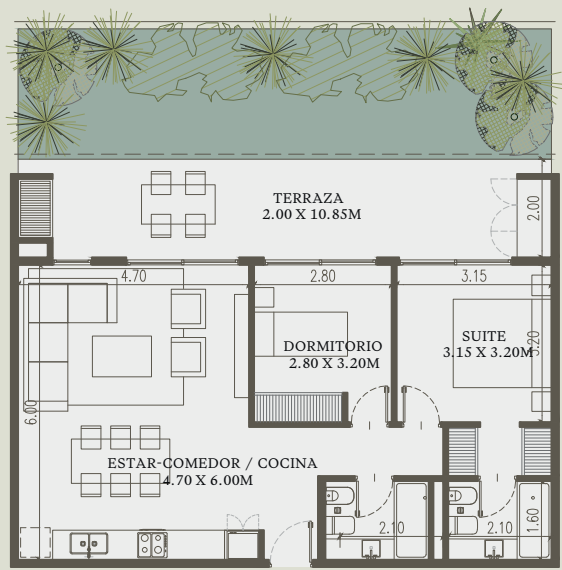 TERRAZA
2.00 X 10.85M
2.00
4.70
2.80
3.15
DORMITORIO
2.80 X 3.20M
SUITE
3.15 X 3.20M
3.20
6.00
ESTAR-COMEDOR / COCINA
4.70 X 6.00M
2.10
2.10
1.60